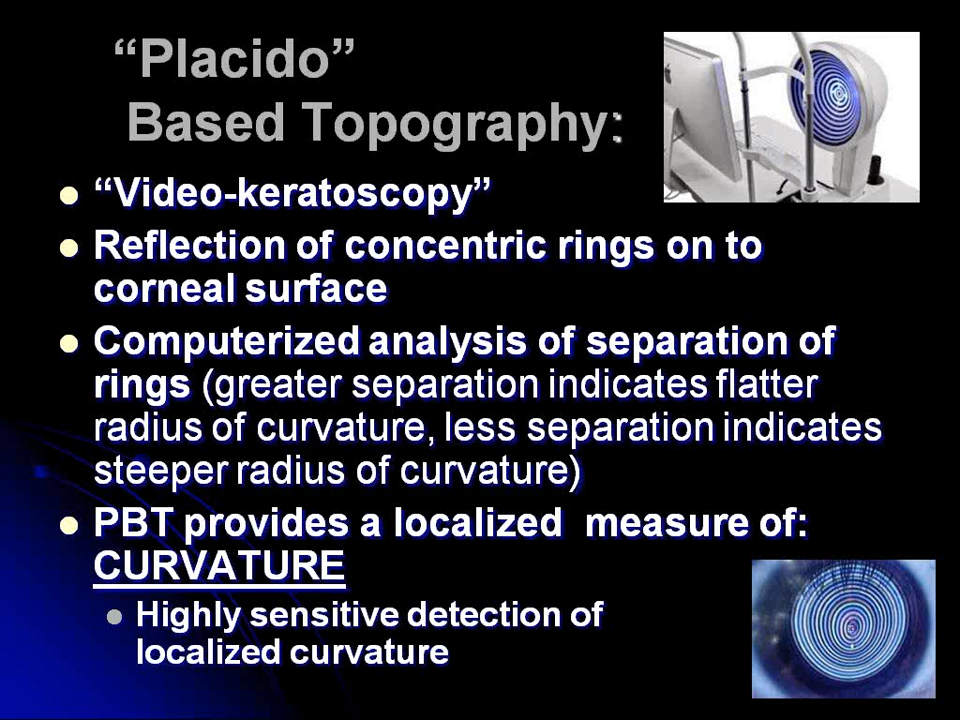 “Placido”
Based Topography:
“Video-keratoscopy”
Reflection of concentric rings on to
corneal surface
Computerized analysis of separation of
rings (greater separation indicates flatter
radius of curvature, less separation indicates
steeper radius of curvature)
PBT provides a localized  measure of:
CURVATURE
Highly sensitive detection of
localized curvature